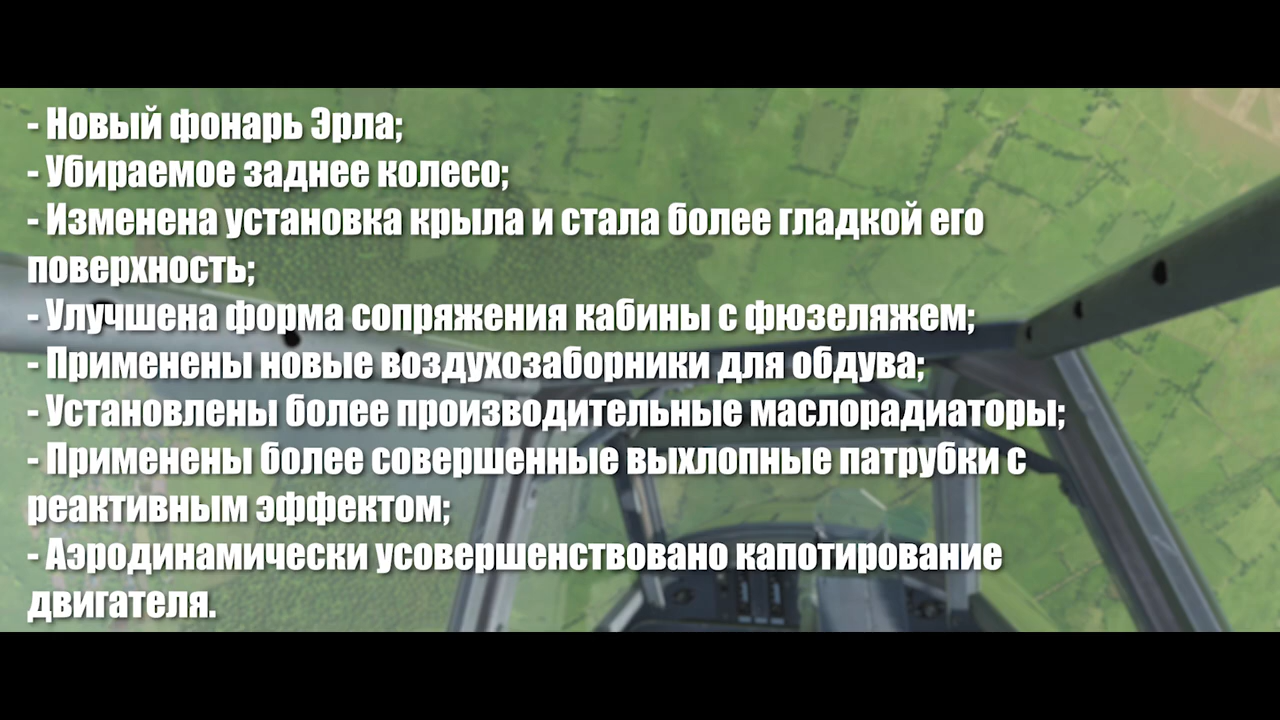 - Новый фонарь Эрла;
- Убираемое заднее колесо;
- Изменена установка крыла и стала более гладкой его
поверхность;
- Улучшена форма сопряжения кабины с фюзеляжем;
- Применены новые воздухозаборники для обдува;
- Установлены более производительные маслорадиаторы;
- Применены более совершенные выхлопные патрубки с
реактивным эффектом;
- Аэродинамически усовершенствовано капотирование
двигателя.